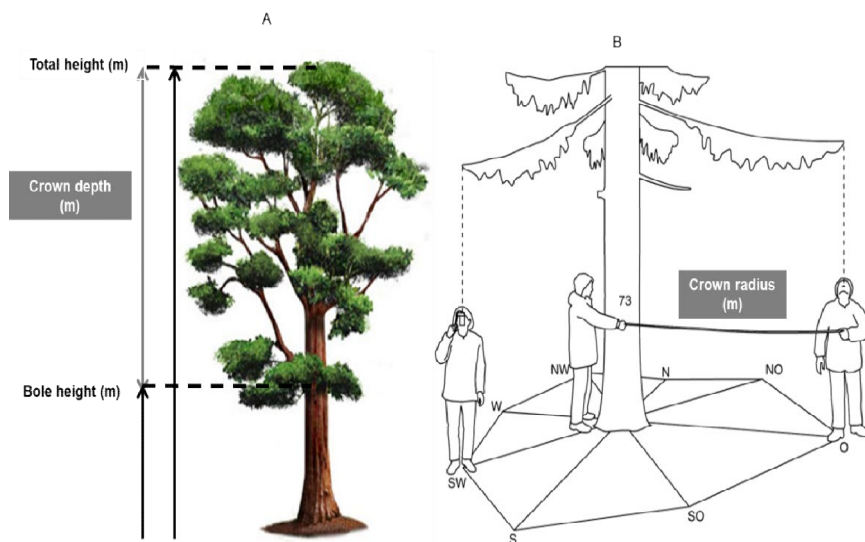 A
Total height (m)
Crown depth
(m)
Bole height (m)
B
73
Crown radius
(m)
NW
N
NO
W
O
SW
SO
S